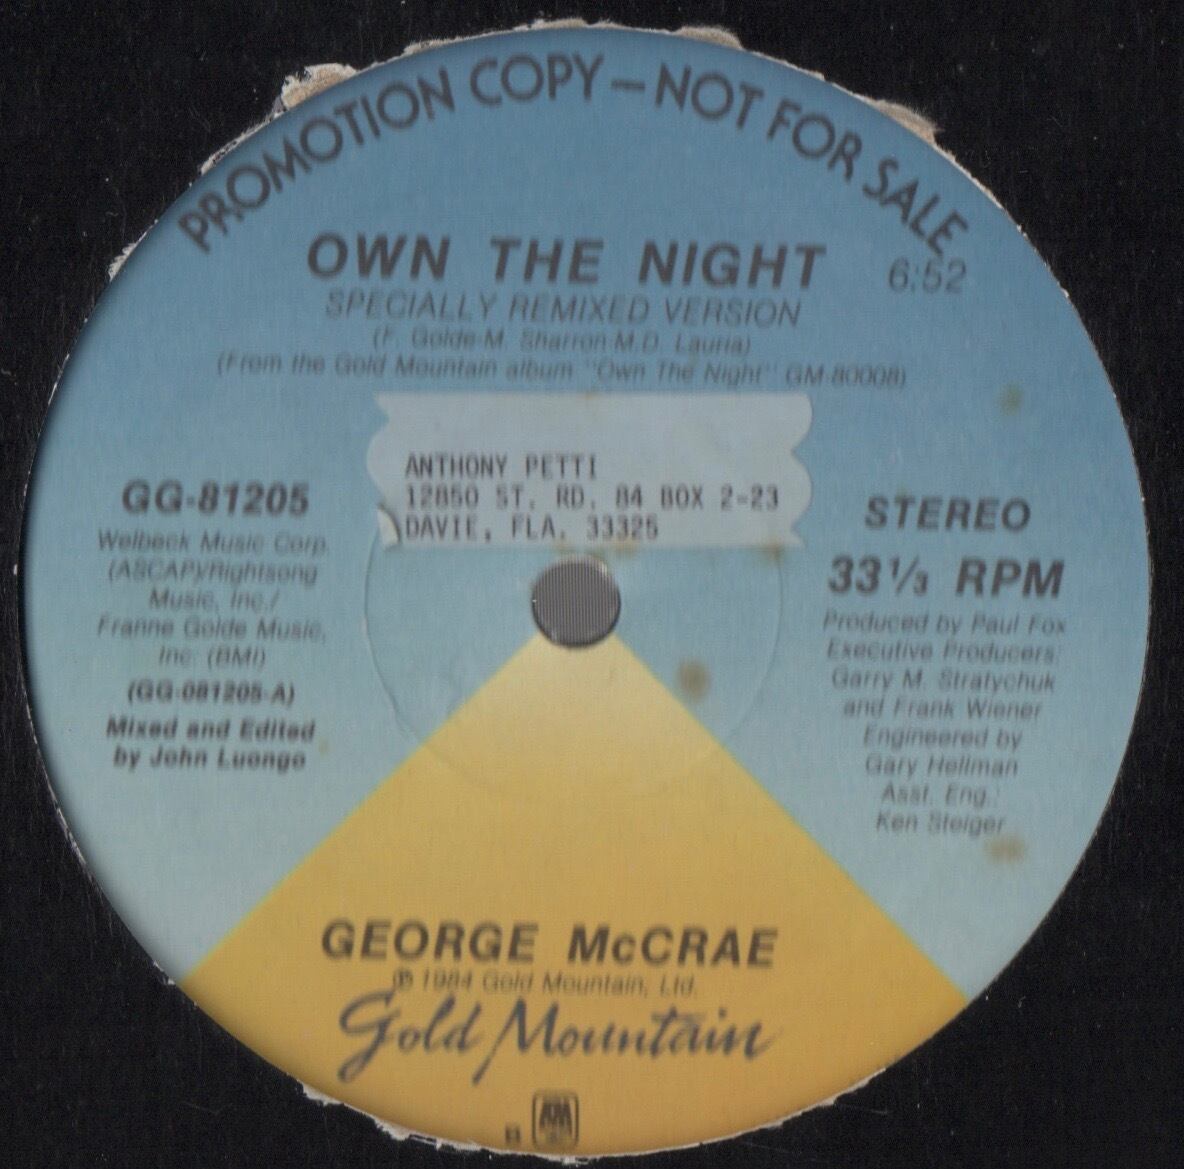 PROMOTION COPY — NOT FOR SALE
OWN THE NIGHT 6:52
SPECIALLY REMIXED VERSION
(F. Golde-M. Sharron-M.D. Lauria)
(From the Gold Mountain album "Own The Night" GM-80008)
ANTHONY PETTI
12850 ST. RD. 84 BOX 2-23
DAVIE, FLA. 33325
GG-81205
Welbeck Music Corp.
(ASCAP)/Rightsong
Music, Inc./
Franne Golde Music,
Inc. (BMI)
(GG-081205-A)
Mixed and Edited
by John Luongo
STEREO
33 1/3 RPM
Produced by Paul Fox
Executive Producers:
Garry M. Stratychuk
and Frank Wiener
Engineered by
Gary Hellman
Asst. Eng.:
Ken Steiger
GEORGE McCRAE
℗ 1984 Gold Mountain, Ltd.
Gold Mountain
A&M